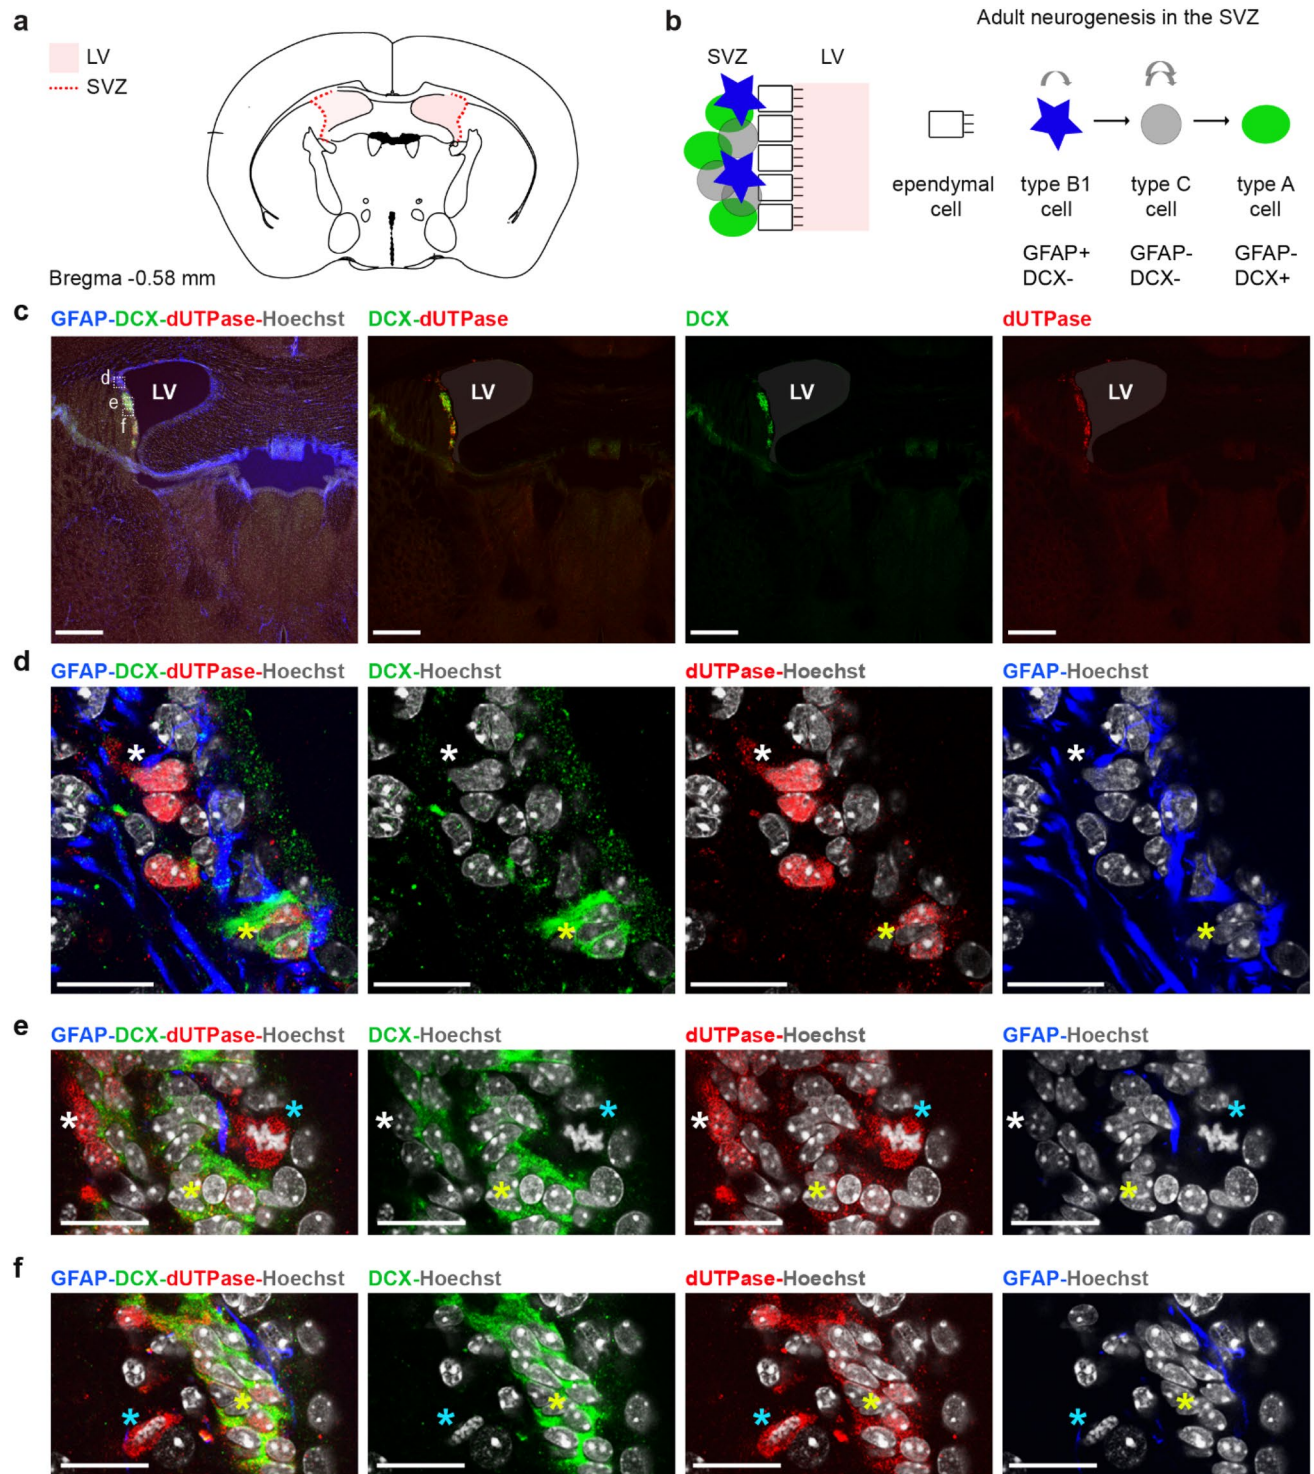 a
LV
SVZ
Bregma -0.58 mm
b
Adult neurogenesis in the SVZ
SVZ
LV
ependymal
cell
type B1
cell
GFAP+
DCX-
type C
cell
GFAP-
DCX-
type A
cell
GFAP-
DCX+
c
GFAP-DCX-dUTPase-Hoechst
DCX-dUTPase
DCX
dUTPase
d
e
f
LV
LV
LV
LV
d
GFAP-DCX-dUTPase-Hoechst
DCX-Hoechst
dUTPase-Hoechst
GFAP-Hoechst
*
*
*
*
*
*
*
*
e
GFAP-DCX-dUTPase-Hoechst
DCX-Hoechst
dUTPase-Hoechst
GFAP-Hoechst
*
*
*
*
*
*
*
*
*
*
*
*
f
GFAP-DCX-dUTPase-Hoechst
DCX-Hoechst
dUTPase-Hoechst
GFAP-Hoechst
*
*
*
*
*
*
*
*